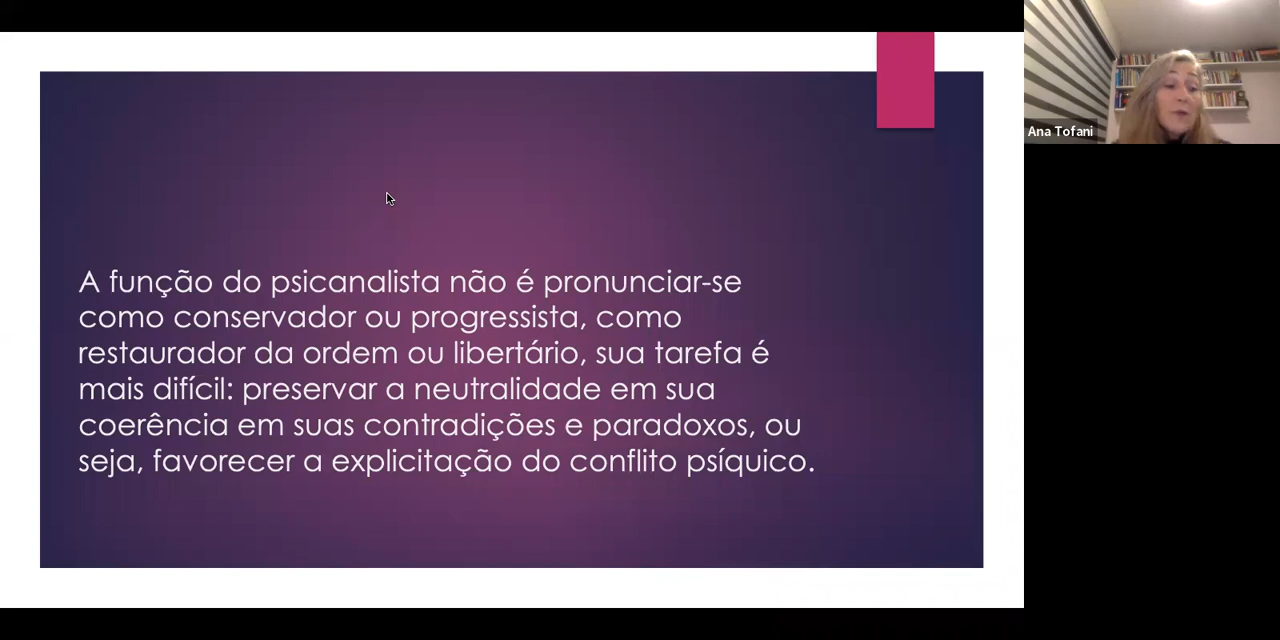 A função do psicanalista não é pronunciar-se
como conservador ou progressista, como
restaurador da ordem ou libertário, sua tarefa é
mais difícil: preservar a neutralidade em sua
coerência em suas contradições e paradoxos, ou
seja, favorecer a explicitação do conflito psíquico.
Ana Tofani